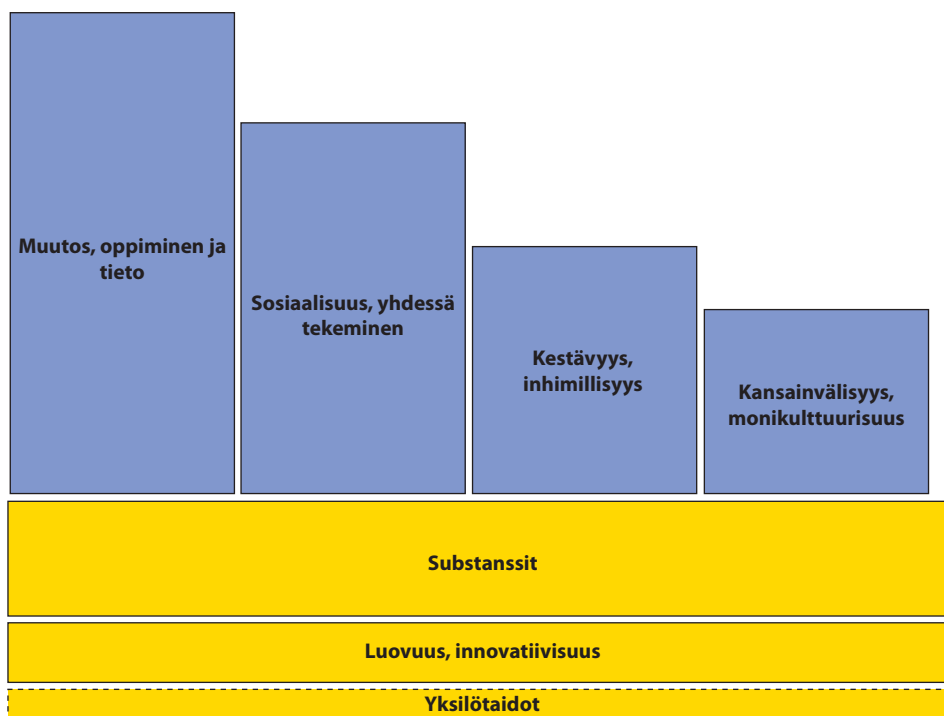 Muutos, oppiminen ja
tieto
Sosiaalisuus, yhdessä
tekeminen
Kestävyys,
inhimillisyys
Kansainvälisyys,
monikulttuurisuus
Substanssit
Luovuus, innovatiivisuus
Yksilötaidot